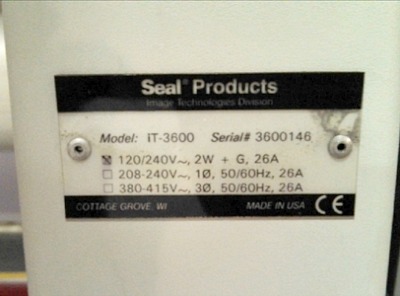 Seal® Products
Image Technologies Division
Model: IT-3600 Serial# 3600146
120/240V~, 2W + G, 26A
208-240V~, 1Ø, 50/60Hz, 26A
380-415V~, 3Ø, 50/60Hz, 26A
COTTAGE GROVE, WI MADE IN USA CE